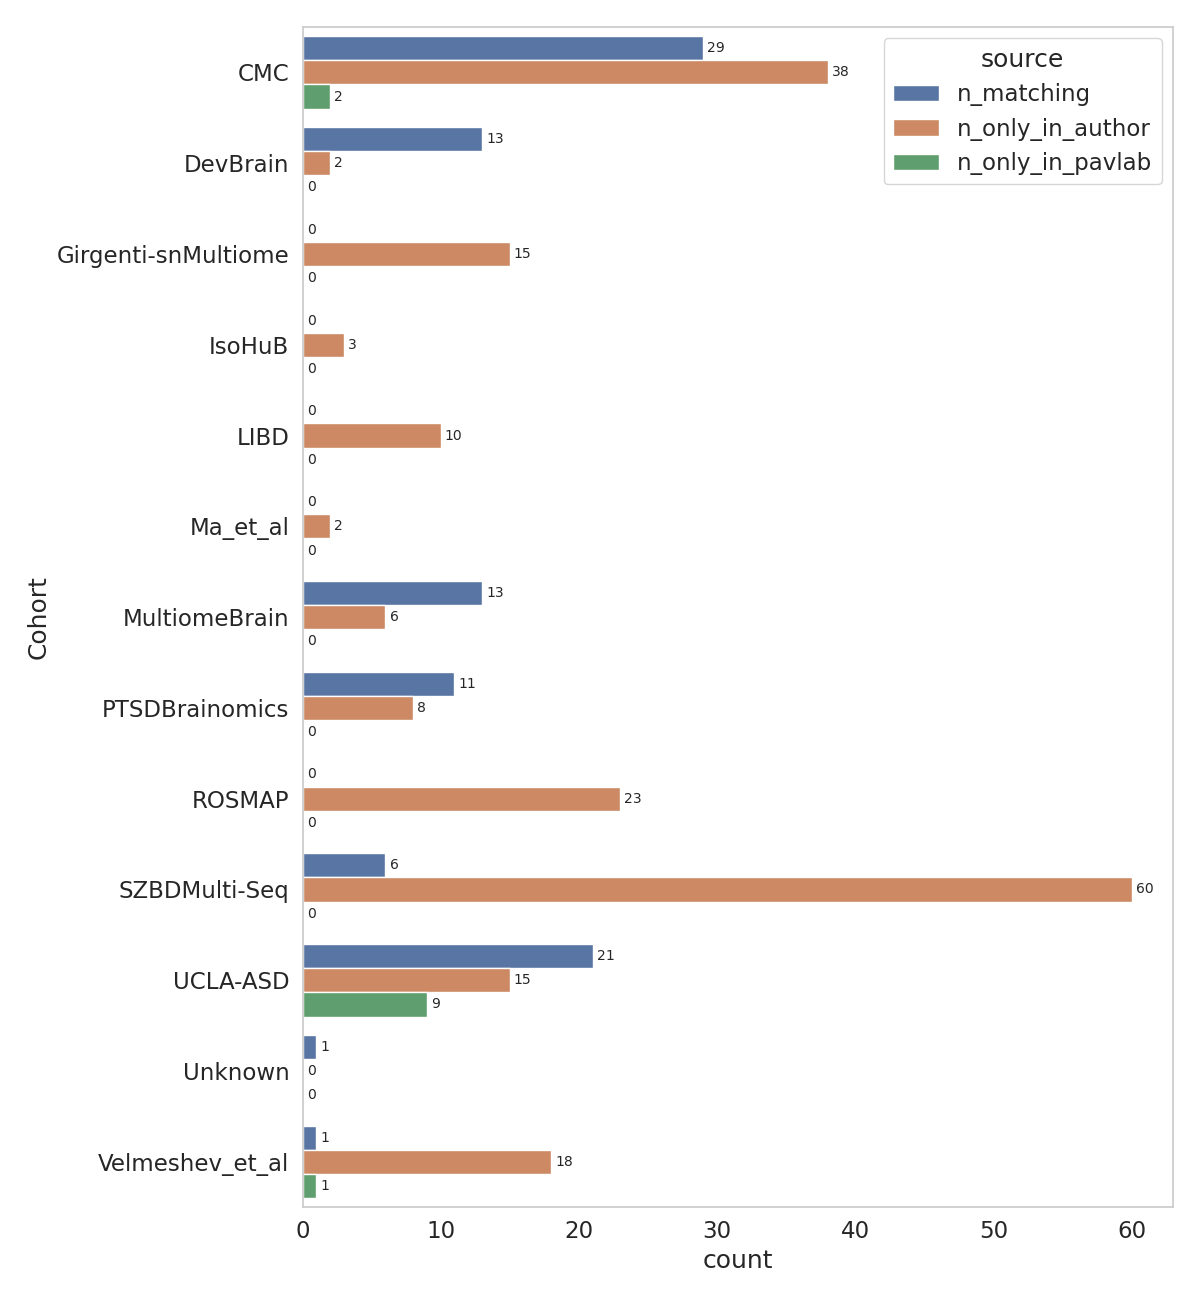 source
n_matching
n_only_in_author
n_only_in_pavlab
Cohort
CMC
29
38
2
DevBrain
13
2
0
Girgenti-snMultiome
0
15
0
IsoHuB
0
3
0
LIBD
0
10
0
Ma_et_al
0
2
0
MultiomeBrain
13
6
0
PTSDBrainomics
11
8
0
ROSMAP
0
23
0
SZBDMulti-Seq
6
60
0
UCLA-ASD
21
15
9
Unknown
1
0
0
Velmeshev_et_al
1
18
1
0 10 20 30 40 50 60
count